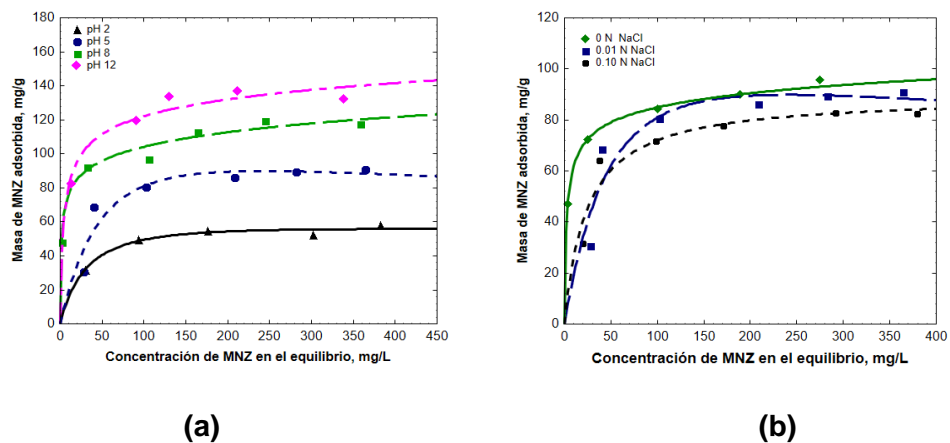 180
160
140
120
100
80
60
40
20
0
Masa de MNZ adsorbida, mg/g
pH 2
pH 5
pH 8
pH 12
0 50 100 150 200 250 300 350 400 450
Concentración de MNZ en el equilibrio, mg/L
(a)
120
100
80
60
40
20
0
Masa de MNZ adsorbida, mg/g
0 N NaCl
0.01 N NaCl
0.10 N NaCl
0 50 100 150 200 250 300 350 400
Concentración de MNZ en el equilibrio, mg/L
(b)